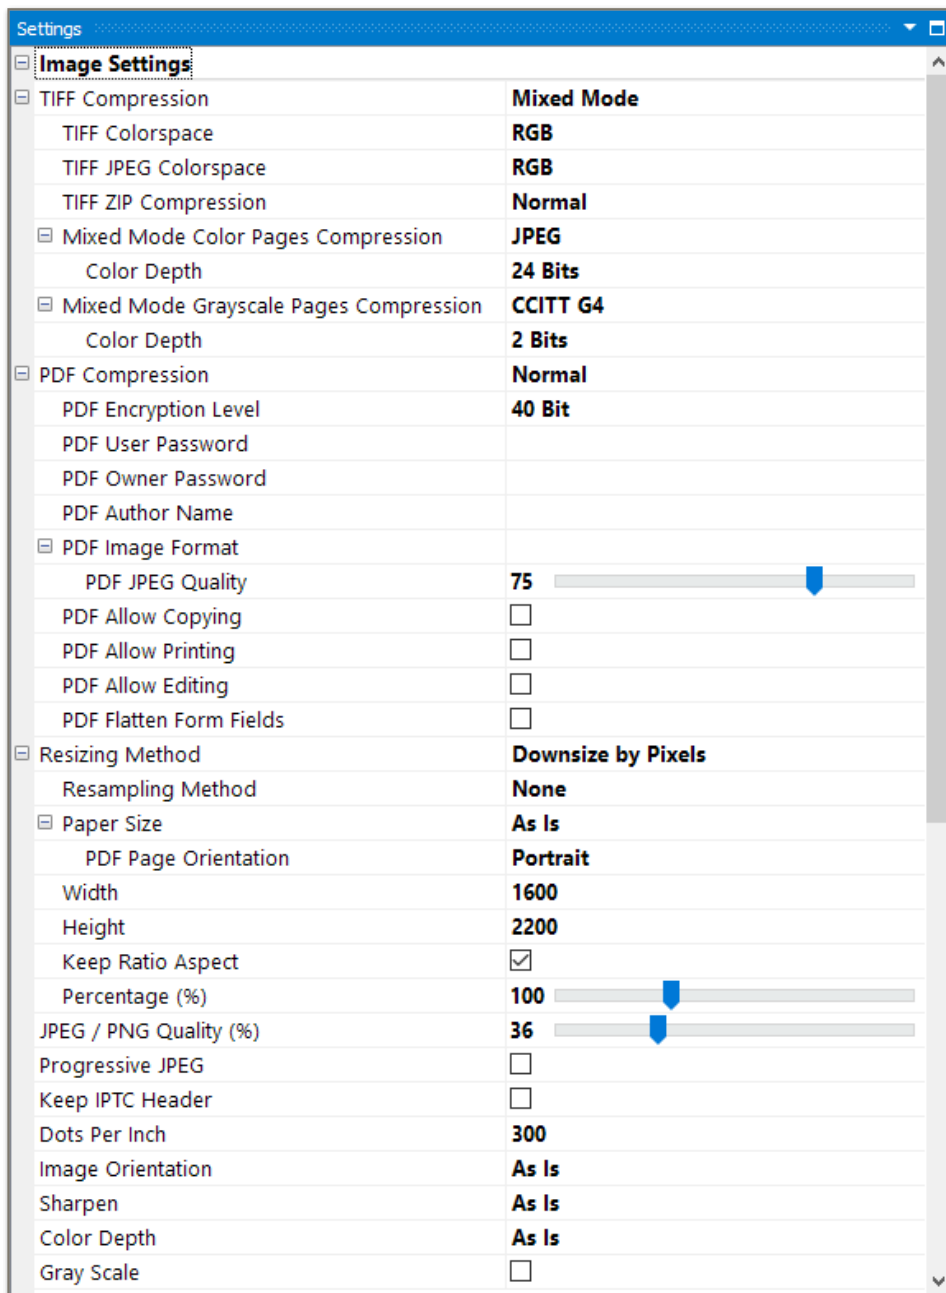 Settings
Image Settings
TIFF Compression Mixed Mode
TIFF Colorspace RGB
TIFF JPEG Colorspace RGB
TIFF ZIP Compression Normal
Mixed Mode Color Pages Compression JPEG
Color Depth 24 Bits
Mixed Mode Grayscale Pages Compression CCITT G4
Color Depth 2 Bits
PDF Compression Normal
PDF Encryption Level 40 Bit
PDF User Password
PDF Owner Password
PDF Author Name
PDF Image Format
PDF JPEG Quality 75
PDF Allow Copying
PDF Allow Printing
PDF Allow Editing
PDF Flatten Form Fields
Resizing Method Downsize by Pixels
Resampling Method None
Paper Size As Is
PDF Page Orientation Portrait
Width 1600
Height 2200
Keep Ratio Aspect
Percentage (%) 100
JPEG / PNG Quality (%) 36
Progressive JPEG
Keep IPTC Header
Dots Per Inch 300
Image Orientation As Is
Sharpen As Is
Color Depth As Is
Gray Scale